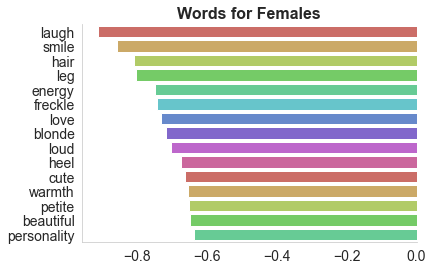 Words for Females
laugh
smile
hair
leg
energy
freckle
love
blonde
loud
heel
cute
warmth
petite
beautiful
personality
−0.8 −0.6 −0.4 −0.2 0.0